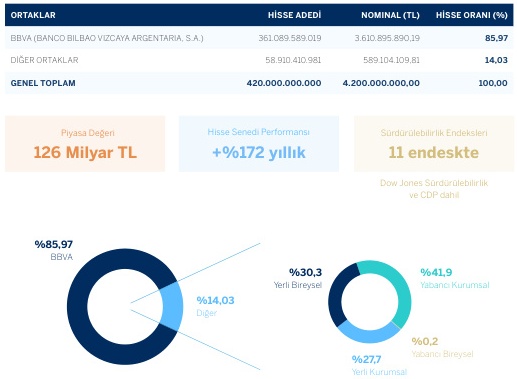 ORTAKLAR HİSSE ADEDİ NOMINAL (TL) HİSSE ORANI (%)
BBVA (BANCO BILBAO VIZCAYA ARGENTARIA, S.A.) 361.089.589.019 3.610.895.890,19 85,97
DİĞER ORTAKLAR 58.910.410.981 589.104.109,81 14,03
GENEL TOPLAM 420.000.000.000 4.200.000.000,00 100,00
Piyasa Değeri
126 Milyar TL
Hisse Senedi Performansı
+%172 yıllık
Sürdürülebilirlik Endeksleri
11 endekste
Dow Jones Sürdürülebilirlik
ve CDP dahil
%85,97
BBVA
%14,03
Diğer
%30,3
Yerli Bireysel
%41,9
Yabancı Kurumsal
%0,2
Yabancı Bireysel
%27,7
Yerli Kurumsal